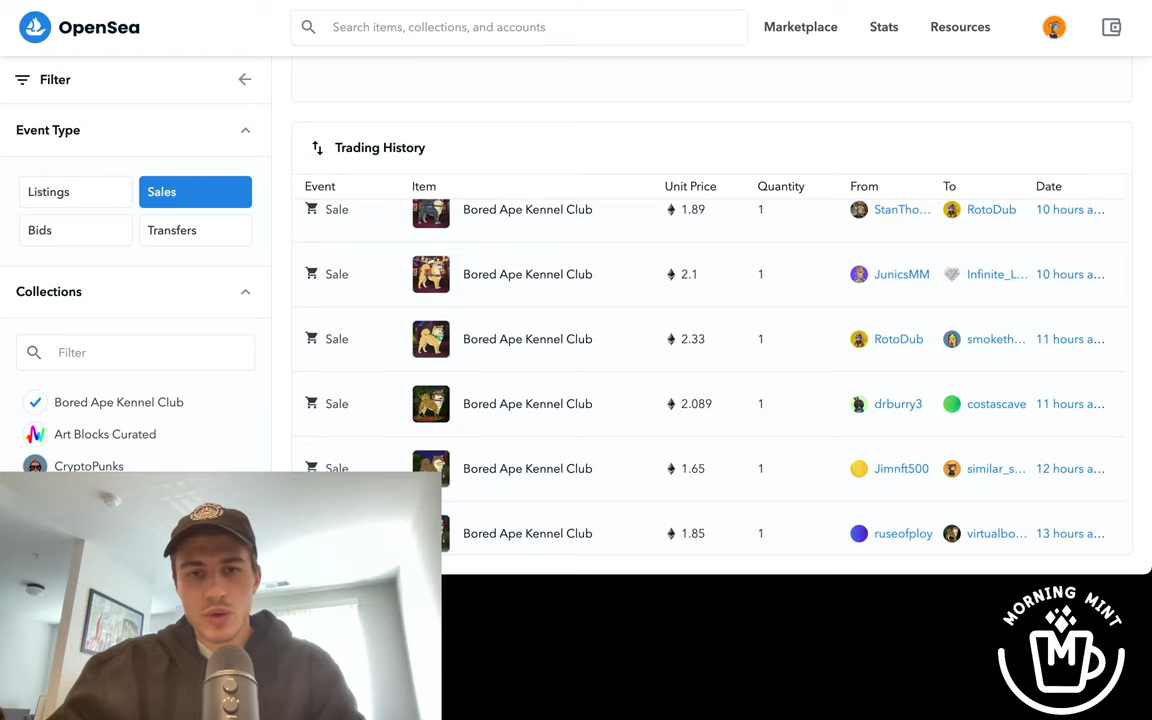 OpenSea
Search items, collections, and accounts
Marketplace
Stats
Resources
Filter
Event Type
Listings
Sales
Bids
Transfers
Collections
Filter
Bored Ape Kennel Club
Art Blocks Curated
CryptoPunks
Trading History
Event Item Unit Price Quantity From To Date
Sale Bored Ape Kennel Club 1.89 1 StanTho... RotoDub 10 hours a...
Sale Bored Ape Kennel Club 2.1 1 JunicsMM Infinite_L... 10 hours a...
Sale Bored Ape Kennel Club 2.33 1 RotoDub smoketh... 11 hours a...
Sale Bored Ape Kennel Club 2.089 1 drburry3 costascave 11 hours a...
Sale Bored Ape Kennel Club 1.65 1 Jimnft500 similar_s... 12 hours a...
Bored Ape Kennel Club 1.85 1 ruseofploy virtualbo... 13 hours a...
MORNING MINT
M